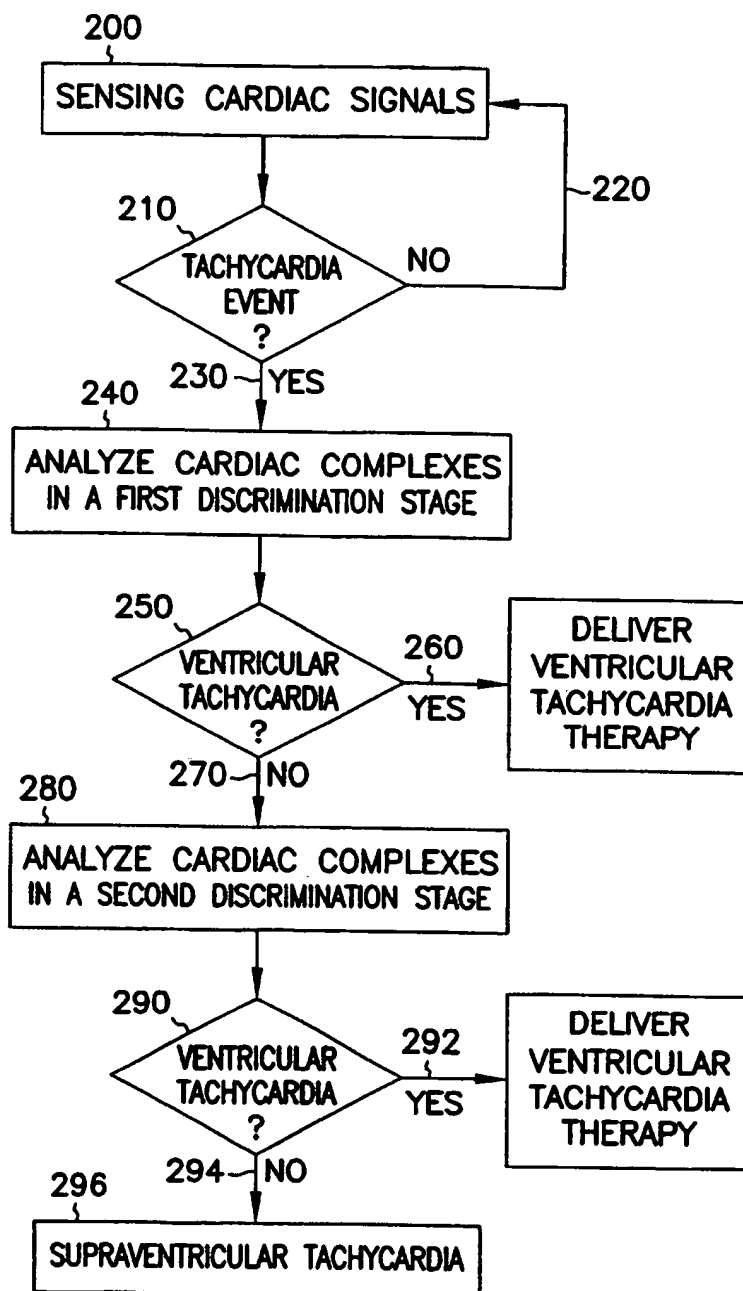 200
SENSING CARDIAC SIGNALS
220
210
TACHYCARDIA
EVENT
?
NO
230 YES
240
ANALYZE CARDIAC COMPLEXES
IN A FIRST DISCRIMINATION STAGE
250
VENTRICULAR
TACHYCARDIA
?
260
YES
DELIVER
VENTRICULAR
TACHYCARDIA
THERAPY
270 NO
280
ANALYZE CARDIAC COMPLEXES
IN A SECOND DISCRIMINATION STAGE
290
VENTRICULAR
TACHYCARDIA
?
292
YES
DELIVER
VENTRICULAR
TACHYCARDIA
THERAPY
294 NO
296
SUPRAVENTRICULAR TACHYCARDIA